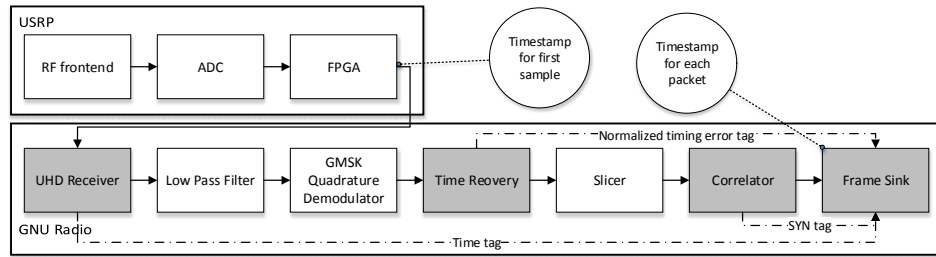 USRP
RF frontend
ADC
FPGA
Timestamp
for first
sample
Timestamp
for each
packet
Normalized timing error tag
UHD Receiver
Low Pass Filter
GMSK
Quadrature
Demodulator
Time Reovery
Slicer
Correlator
Frame Sink
GNU Radio
SYN tag
Time tag